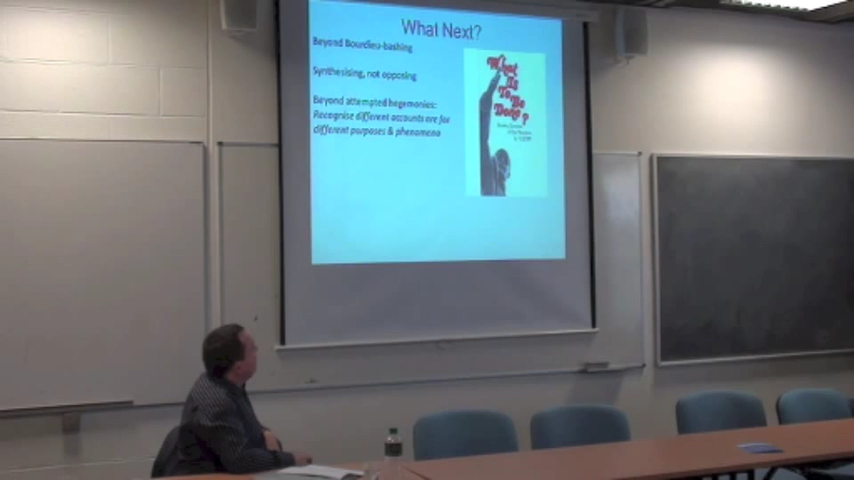 What Next?
Beyond Bourdieu-bashing
Synthesising, not opposing
Beyond attempted hegemonies:
Recognise different accounts are for
different purposes & phenomena
What
Is
To Be
Done?